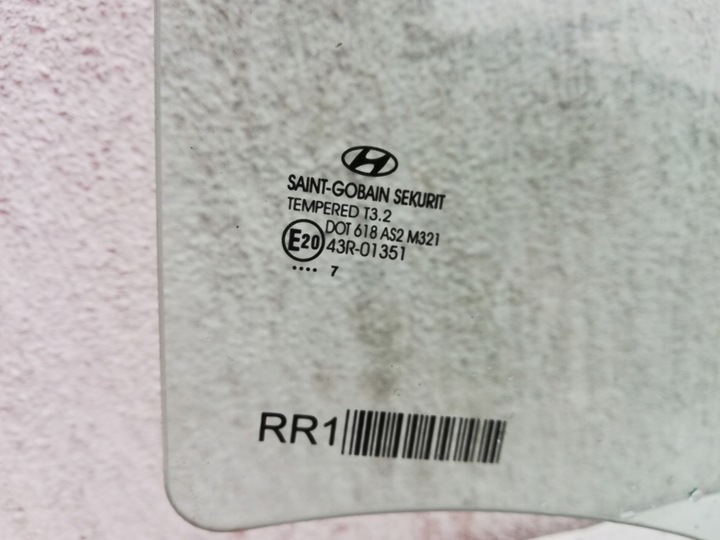 SAINT-GOBAIN SEKURIT
TEMPERED T3.2
DOT 618 AS2 M321
E20 43R-01351
.... 7
RR1